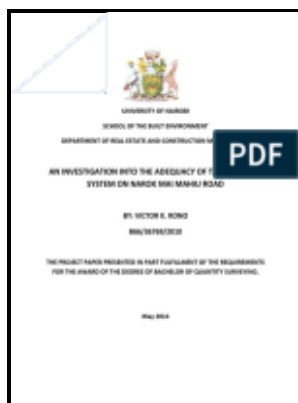 UNIVERSITY OF NAIROBI
SCHOOL OF THE BUILT ENVIRONMENT
DEPARTMENT OF REAL ESTATE AND CONSTRUCTION
PDF
AN INVESTIGATION INTO THE ADEQUACY OF
SYSTEM ON NAROK MAI MAHIU ROAD
BY: VICTOR K. RONO
THE PROJECT PAPER PRESENTED IN PART FULFILLMENT OF THE REQUIREMENTS
FOR THE AWARD OF THE DEGREE OF BACHELOR OF QUANTITY SURVEYING.
May 2014